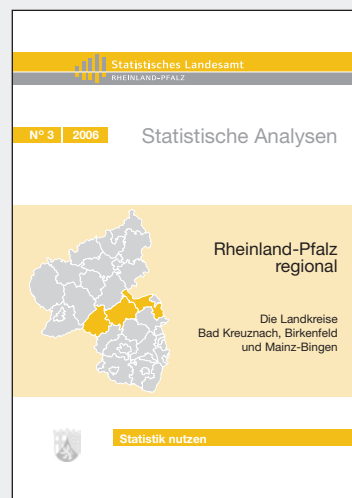 Statistisches Landesamt
RHEINLAND-PFALZ
Nº 3 2006
Statistische Analysen
Rheinland-Pfalz
regional
Die Landkreise
Bad Kreuznach, Birkenfeld
und Mainz-Bingen
Statistik nutzen